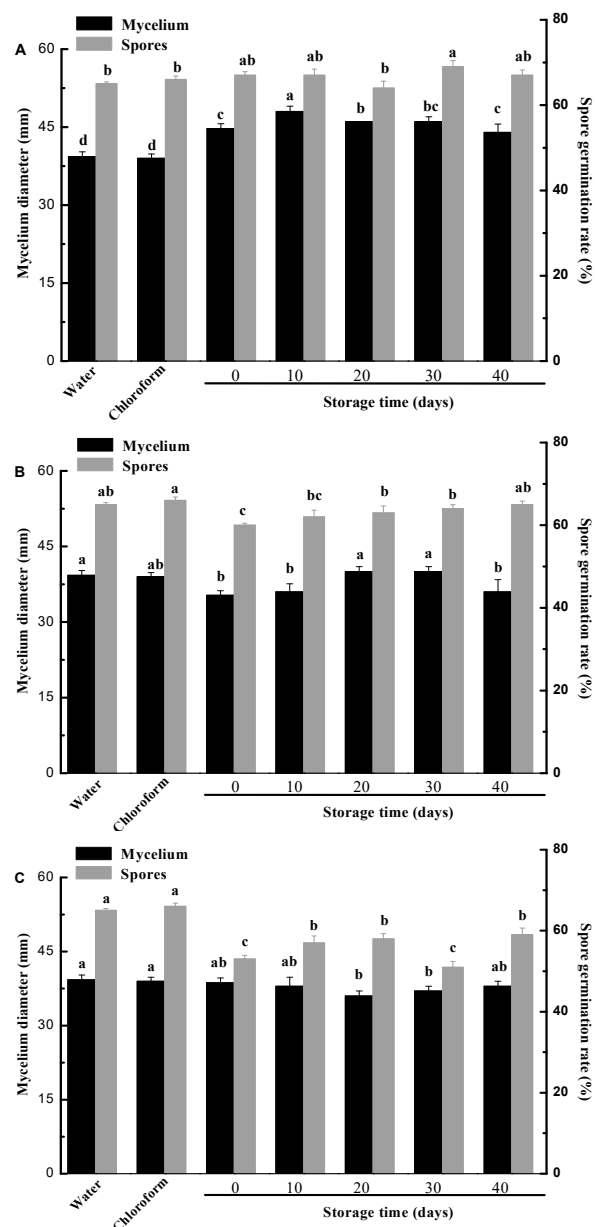 A
Mycelium
Spores
Mycelium diameter (mm)
Spore germination rate (%)
60
45
30
15
0
80
60
40
20
0
d b d b c ab a ab b b bc a c ab
Water
Chloroform
0 10 20 30 40
Storage time (days)
B
Mycelium
Spores
Mycelium diameter (mm)
Spore germination rate (%)
60
45
30
15
0
80
60
40
20
0
a ab ab a b c b bc a b a b b ab
Water
Chloroform
0 10 20 30 40
Storage time (days)
C
Mycelium
Spores
Mycelium diameter (mm)
Spore germination rate (%)
60
45
30
15
0
80
60
40
20
0
a a a a ab c ab b b b b c ab b
Water
Chloroform
0 10 20 30 40
Storage time (days)